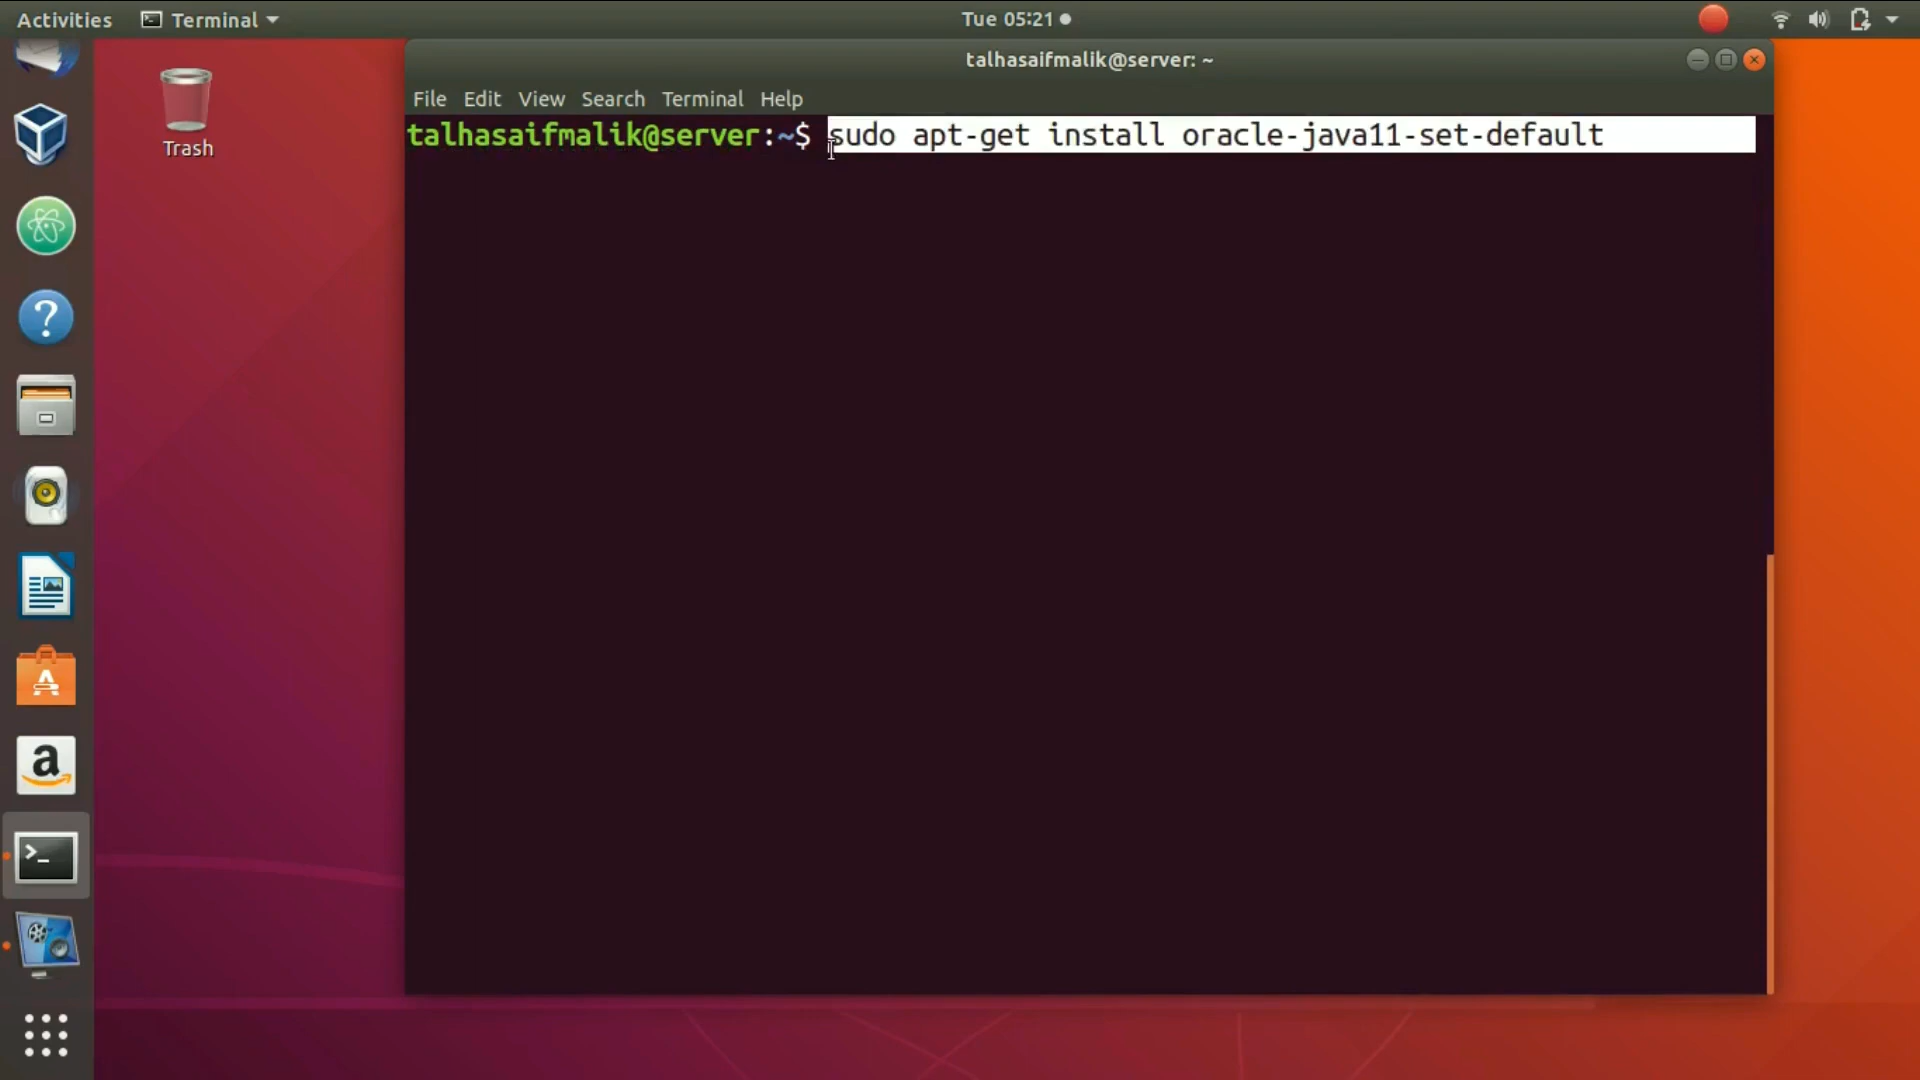 Activities Terminal Tue 05:21
talhasaifmalik@server: ~
File Edit View Search Terminal Help
talhasaifmalik@server:~$ sudo apt-get install oracle-java11-set-default
Trash